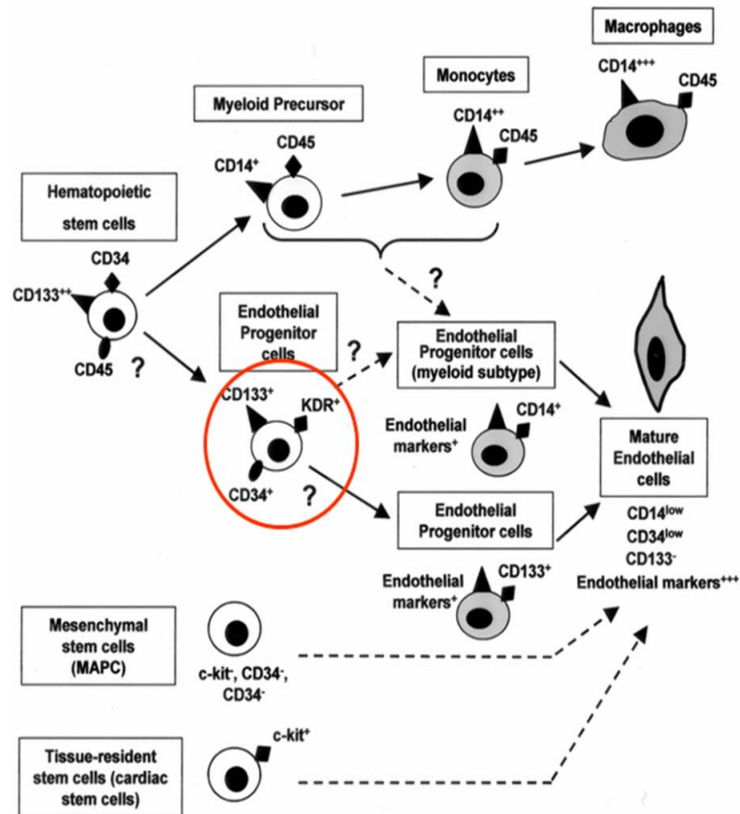 Macrophages
CD14+++
CD45
Monocytes
CD14++
CD45
Myeloid Precursor
CD45
CD14+
Hematopoietic
stem cells
CD34
CD133++
CD45
?
?
Endothelial
Progenitor
cells
?
Endothelial
Progenitor cells
(myeloid subtype)
CD133+
KDR+
CD34+
?
Endothelial
markers+
CD14+
Mature
Endothelial
cells
CD14low
CD34low
CD133-
Endothelial markers+++
Endothelial
Progenitor cells
Endothelial
markers+
CD133+
Mesenchymal
stem cells
(MAPC)
c-kit-, CD34-,
CD34-
Tissue-resident
stem cells (cardiac
stem cells)
c-kit+